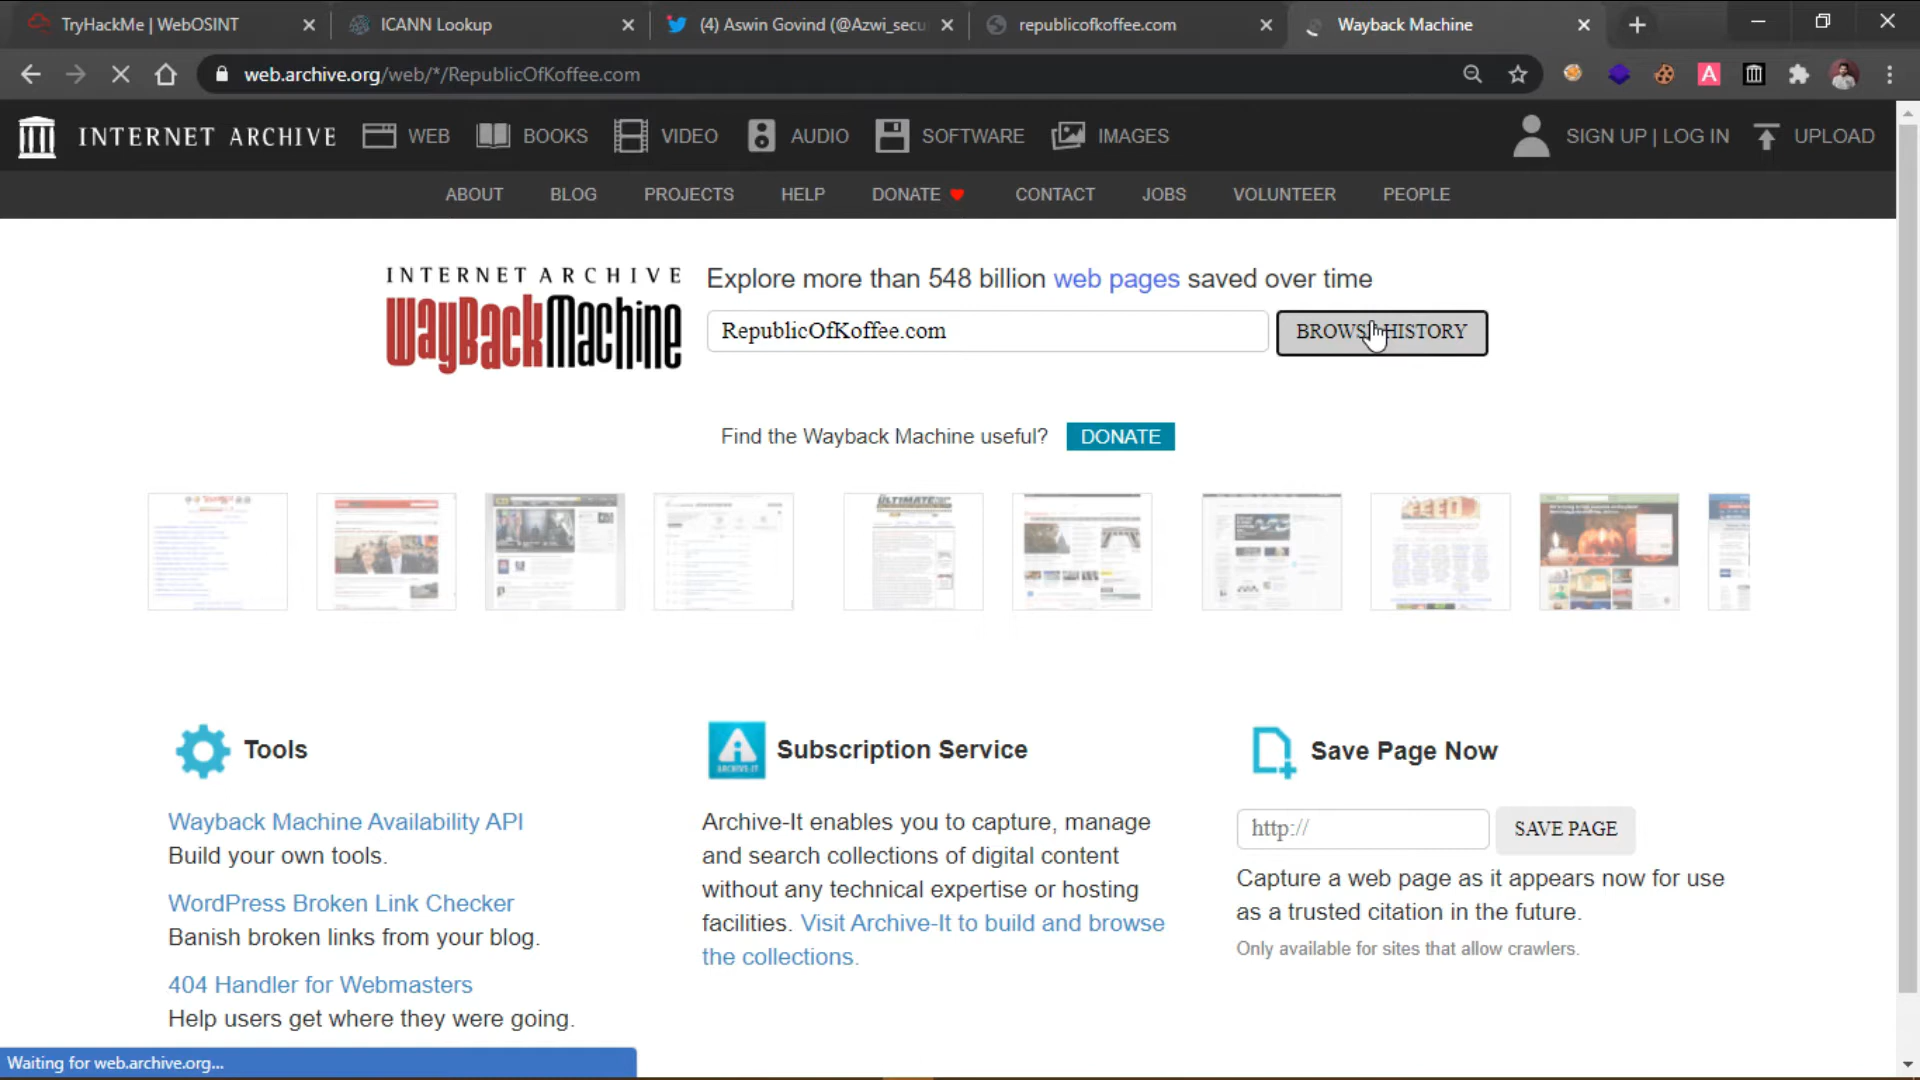 TryHackMe | WebOSINT
ICANN Lookup
(4) Aswin Govind (@Azwi_secu
republicofkoffee.com
Wayback Machine
web.archive.org/web/*/RepublicOfKoffee.com
INTERNET ARCHIVE
WEB
BOOKS
VIDEO
AUDIO
SOFTWARE
IMAGES
SIGN UP | LOG IN
UPLOAD
ABOUT
BLOG
PROJECTS
HELP
DONATE
CONTACT
JOBS
VOLUNTEER
PEOPLE
INTERNET ARCHIVE
WayBackMachine
Explore more than 548 billion web pages saved over time
RepublicOfKoffee.com
BROWSE HISTORY
Find the Wayback Machine useful?
DONATE
Tools
Wayback Machine Availability API
Build your own tools.
WordPress Broken Link Checker
Banish broken links from your blog.
404 Handler for Webmasters
Help users get where they were going.
Subscription Service
Archive-It enables you to capture, manage
and search collections of digital content
without any technical expertise or hosting
facilities. Visit Archive-It to build and browse
the collections.
Save Page Now
http://
SAVE PAGE
Capture a web page as it appears now for use
as a trusted citation in the future.
Only available for sites that allow crawlers.
Waiting for web.archive.org...